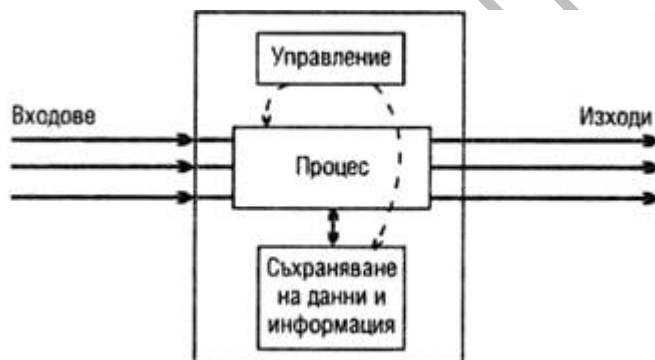 Управление
Входове
Изходи
Процес
Съхраняване
на данни и
информация